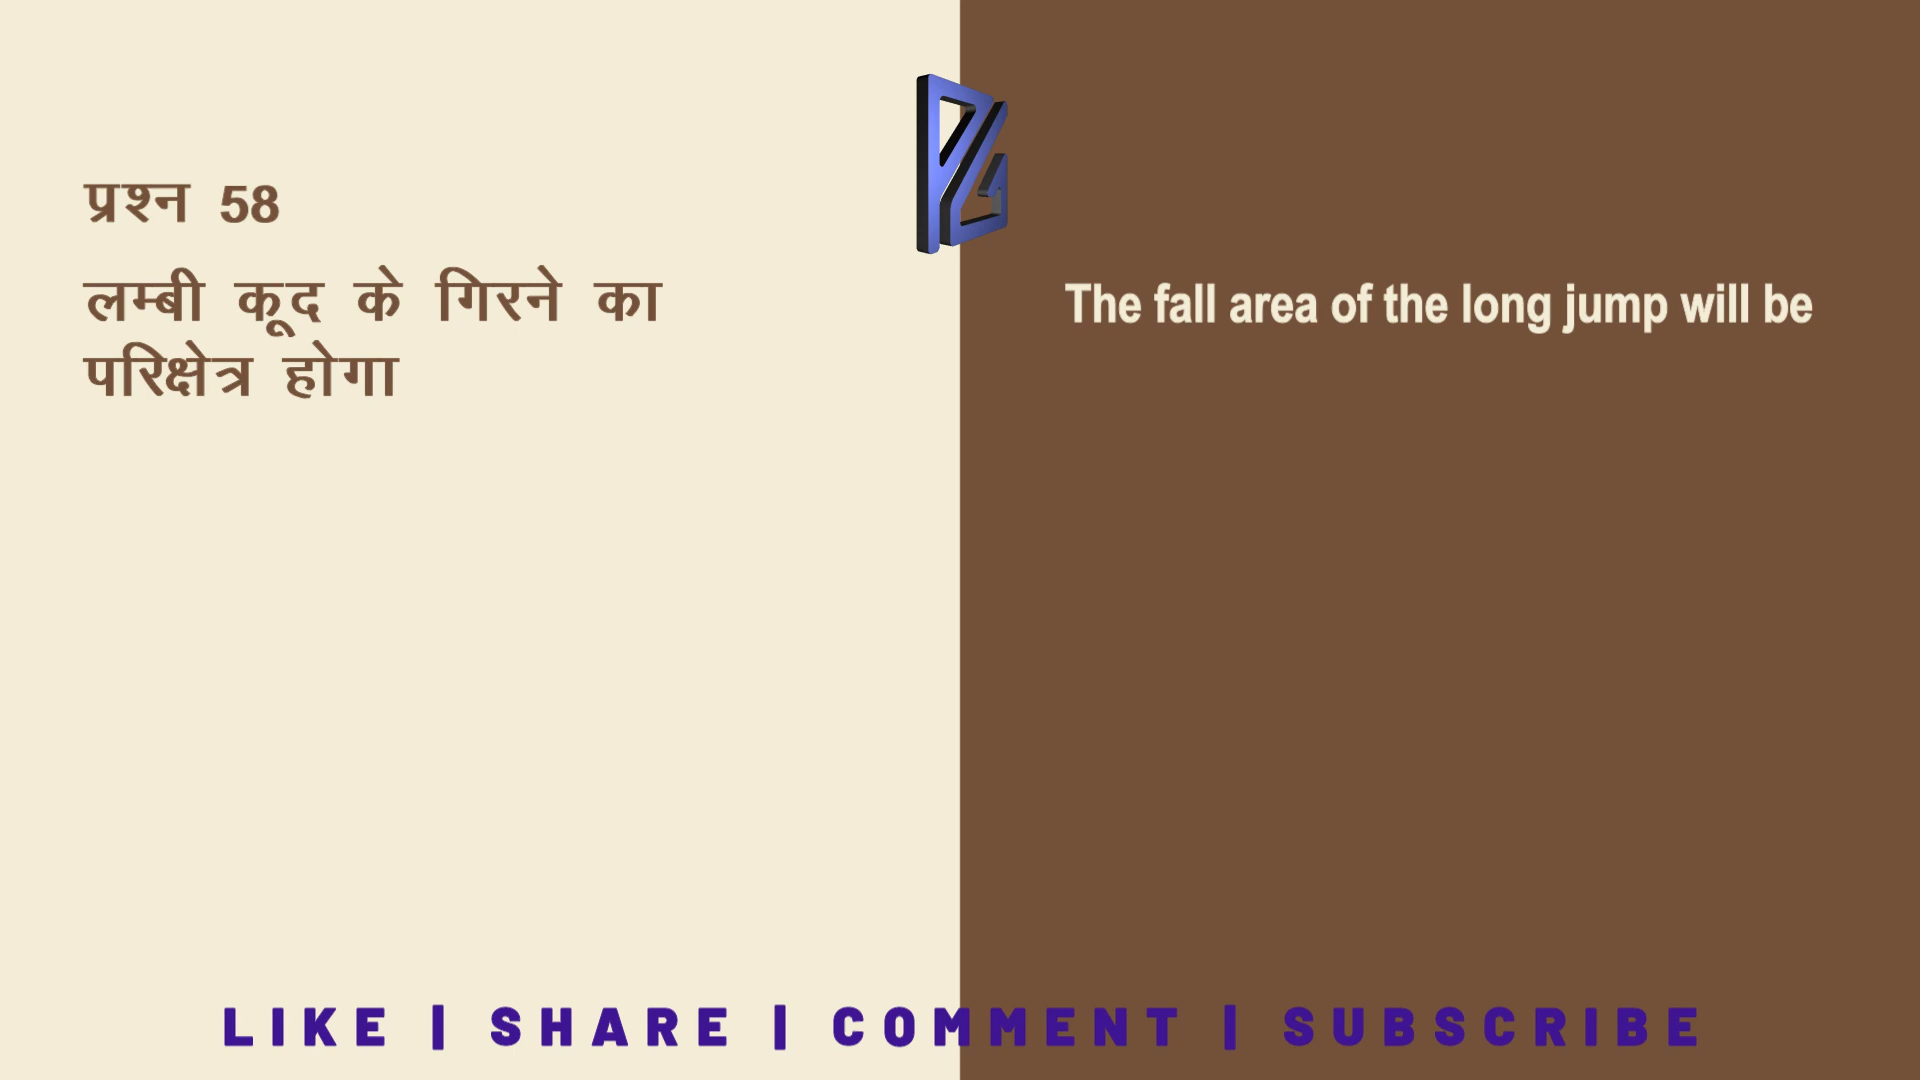 प्रश्न 58
लम्बी कूद के गिरने का
परिक्षेत्र होगा
The fall area of the long jump will be
LIKE | SHARE | COMMENT | SUBSCRIBE